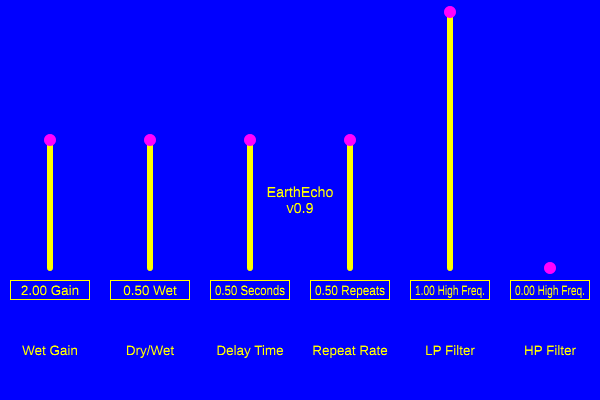 EarthEcho
v0.9
2.00 Gain
0.50 Wet
0.50 Seconds
0.50 Repeats
1.00 High Freq.
0.00 High Freq.
Wet Gain
Dry/Wet
Delay Time
Repeat Rate
LP Filter
HP Filter